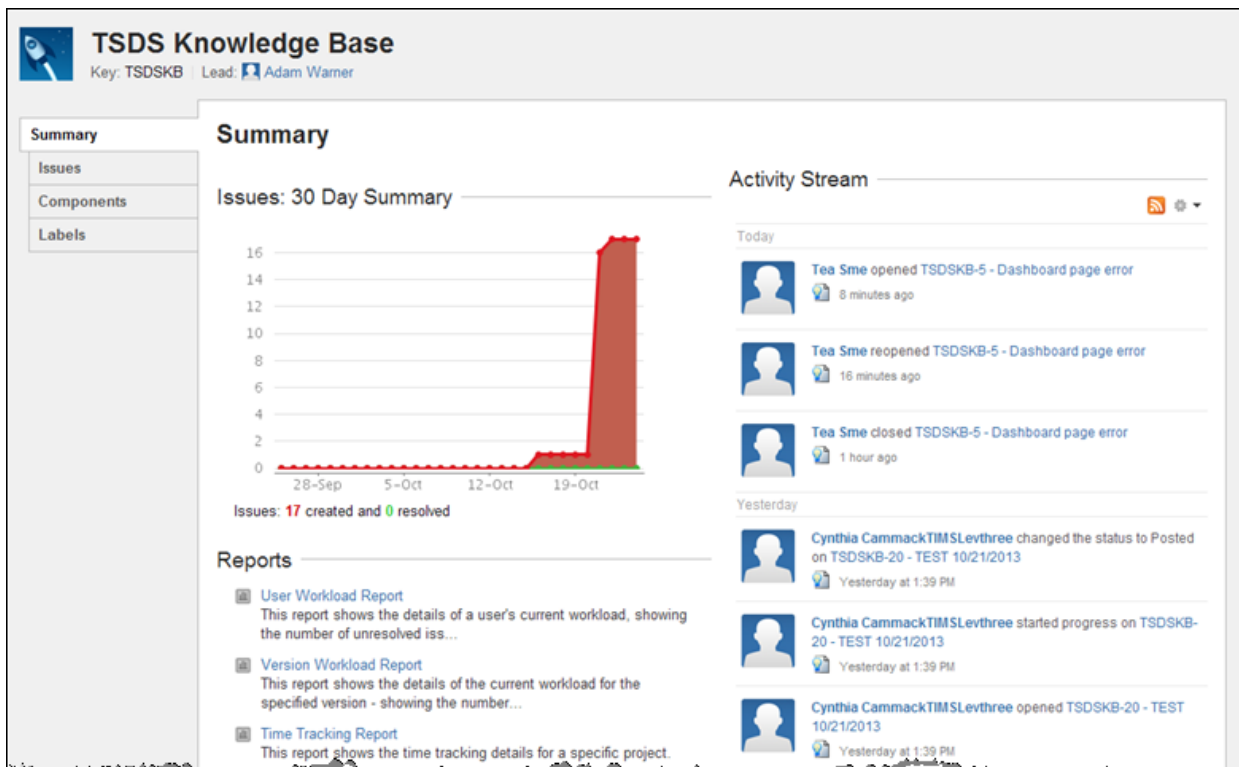 TSDS Knowledge Base
Key: TSDSKB Lead: Adam Warner
Summary
Issues
Components
Labels
Summary
Issues: 30 Day Summary
16
14
12
10
8
6
4
2
0
28-Sep 5-Oct 12-Oct 19-Oct
Issues: 17 created and 0 resolved
Reports
User Workload Report
This report shows the details of a user's current workload, showing
the number of unresolved iss...
Version Workload Report
This report shows the details of the current workload for the
specified version - showing the number...
Time Tracking Report
This report shows the time tracking details for a specific project.
Activity Stream
Today
Tea Sme opened TSDSKB-5 - Dashboard page error
8 minutes ago
Tea Sme reopened TSDSKB-5 - Dashboard page error
16 minutes ago
Tea Sme closed TSDSKB-5 - Dashboard page error
1 hour ago
Yesterday
Cynthia CammackTIMSLevthree changed the status to Posted
on TSDSKB-20 - TEST 10/21/2013
Yesterday at 1:39 PM
Cynthia CammackTIMSLevthree started progress on TSDSKB-
20 - TEST 10/21/2013
Yesterday at 1:39 PM
Cynthia CammackTIMSLevthree opened TSDSKB-20 - TEST
10/21/2013
Yesterday at 1:39 PM